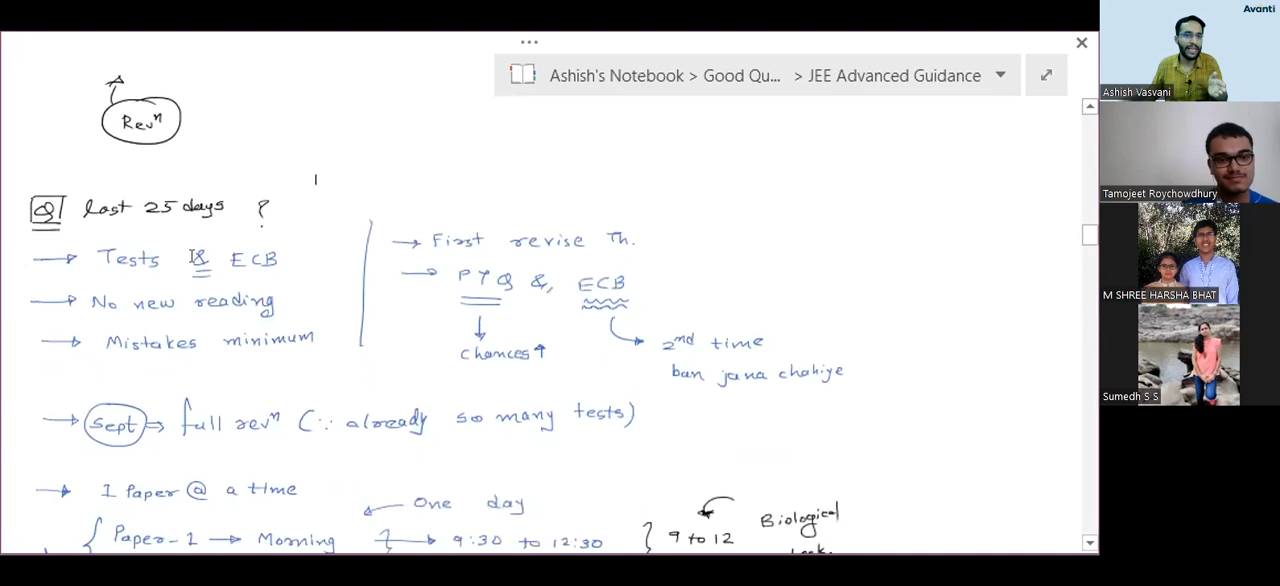 Avanti
Ashish's Notebook > Good Qu... > JEE Advanced Guidance
Ashish Vasvani
Tamojeet Roychowdhury
M SHREE HARSHA BHAT
Sumedh S S
Revⁿ
Q last 25 days ?
→ Tests & ECB
→ No new reading
→ Mistakes minimum
→ First revise Th.
→ PYQ & ECB
Chances ↑
2nd time
ban jana chahiye
→ Sept ⇒ full revⁿ (∵ already so many tests)
→ 1 Paper @ a time
One day
Paper-1 → Morning
→ 9:30 to 12:30
9 to 12
Biological